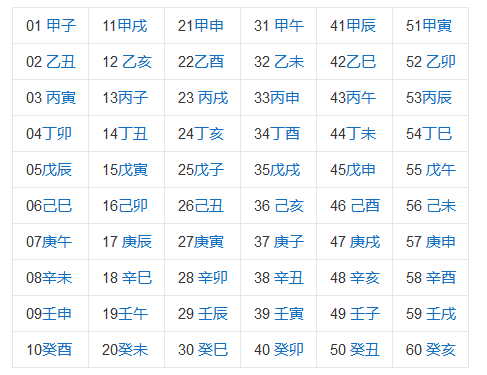 01 甲子 11甲戌 21甲申 31 甲午 41甲辰 51甲寅
02 乙丑 12 乙亥 22乙酉 32 乙未 42乙巳 52 乙卯
03 丙寅 13丙子 23 丙戌 33丙申 43丙午 53丙辰
04丁卯 14丁丑 24丁亥 34丁酉 44丁未 54丁巳
05戊辰 15戊寅 25戊子 35戊戌 45戊申 55 戊午
06己巳 16己卯 26己丑 36 己亥 46 己酉 56 己未
07庚午 17 庚辰 27庚寅 37 庚子 47 庚戌 57 庚申
08辛未 18 辛巳 28 辛卯 38 辛丑 48 辛亥 58 辛酉
09壬申 19壬午 29 壬辰 39 壬寅 49 壬子 59 壬戌
10癸酉 20癸未 30 癸巳 40 癸卯 50 癸丑 60 癸亥